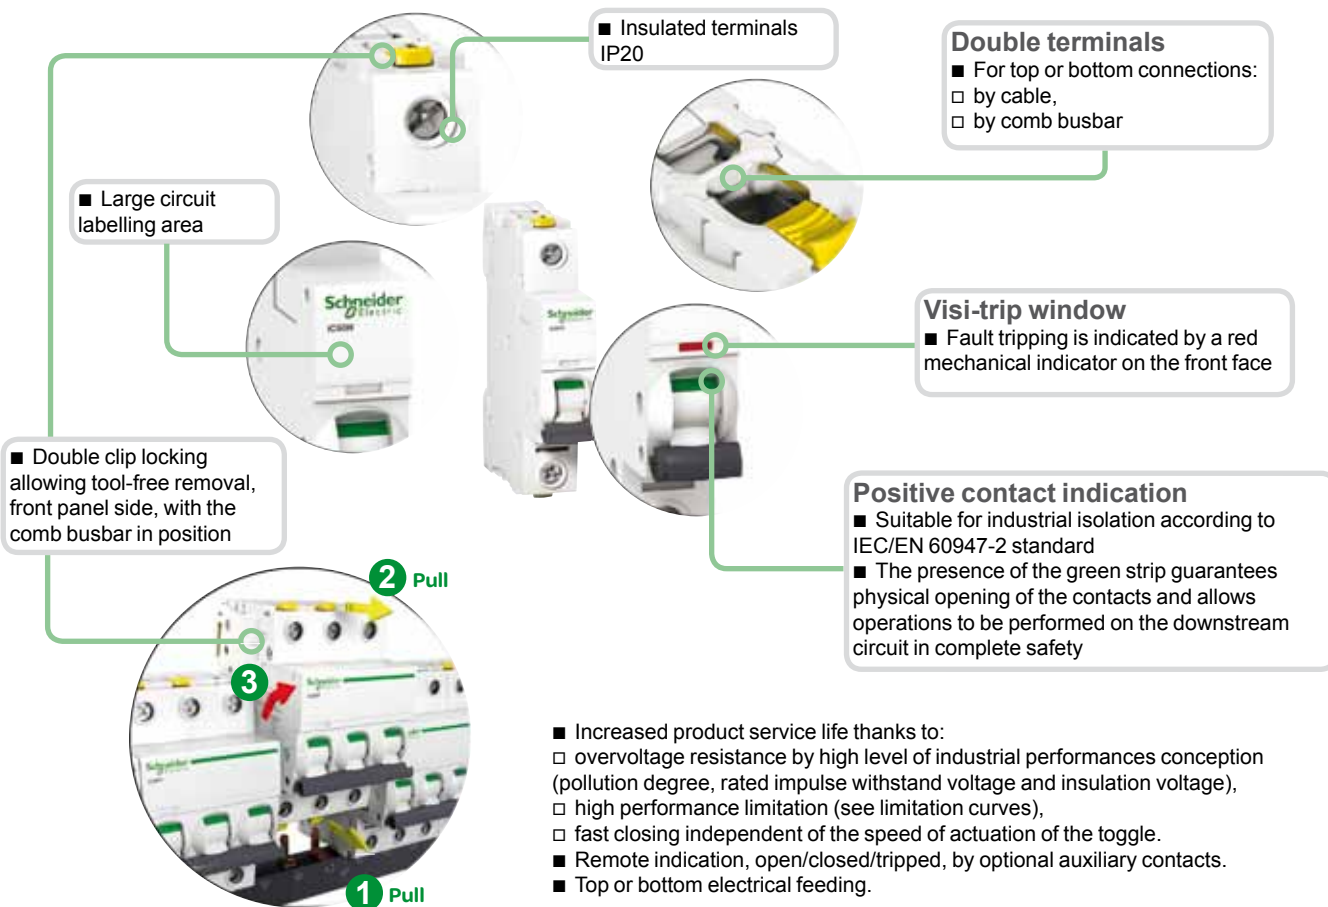 ■ Insulated terminals
IP20
Double terminals
■ For top or bottom connections:
□ by cable,
□ by comb busbar
■ Large circuit
labelling area
Schneider
Electric
iC60N
Schneider
Visi-trip window
■ Fault tripping is indicated by a red
mechanical indicator on the front face
■ Double clip locking
allowing tool-free removal,
front panel side, with the
comb busbar in position
Positive contact indication
■ Suitable for industrial isolation according to
IEC/EN 60947-2 standard
■ The presence of the green strip guarantees
physical opening of the contacts and allows
operations to be performed on the downstream
circuit in complete safety
2 Pull
3
Schneider
Schneider
1 Pull
■ Increased product service life thanks to:
□ overvoltage resistance by high level of industrial performances conception
(pollution degree, rated impulse withstand voltage and insulation voltage),
□ high performance limitation (see limitation curves),
□ fast closing independent of the speed of actuation of the toggle.
■ Remote indication, open/closed/tripped, by optional auxiliary contacts.
■ Top or bottom electrical feeding.